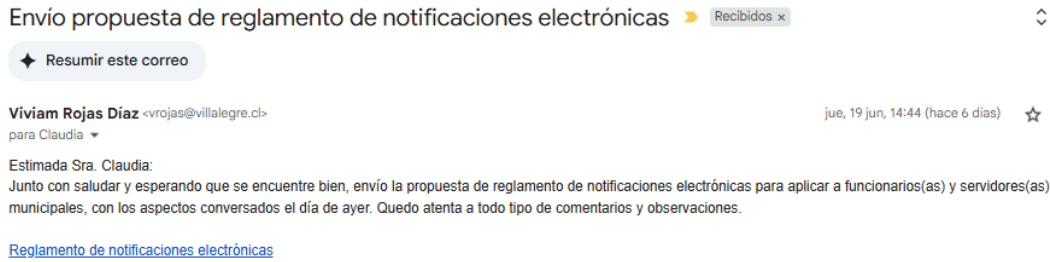 Envío propuesta de reglamento de notificaciones electrónicas
Recibidos ×
Resumir este correo
Viviam Rojas Díaz <vrojas@villalegre.cl>
jue, 19 jun, 14:44 (hace 6 días)
para Claudia
Estimada Sra. Claudia:
Junto con saludar y esperando que se encuentre bien, envío la propuesta de reglamento de notificaciones electrónicas para aplicar a funcionarios(as) y servidores(as)
municipales, con los aspectos conversados el día de ayer. Quedo atenta a todo tipo de comentarios y observaciones.
Reglamento de notificaciones electrónicas